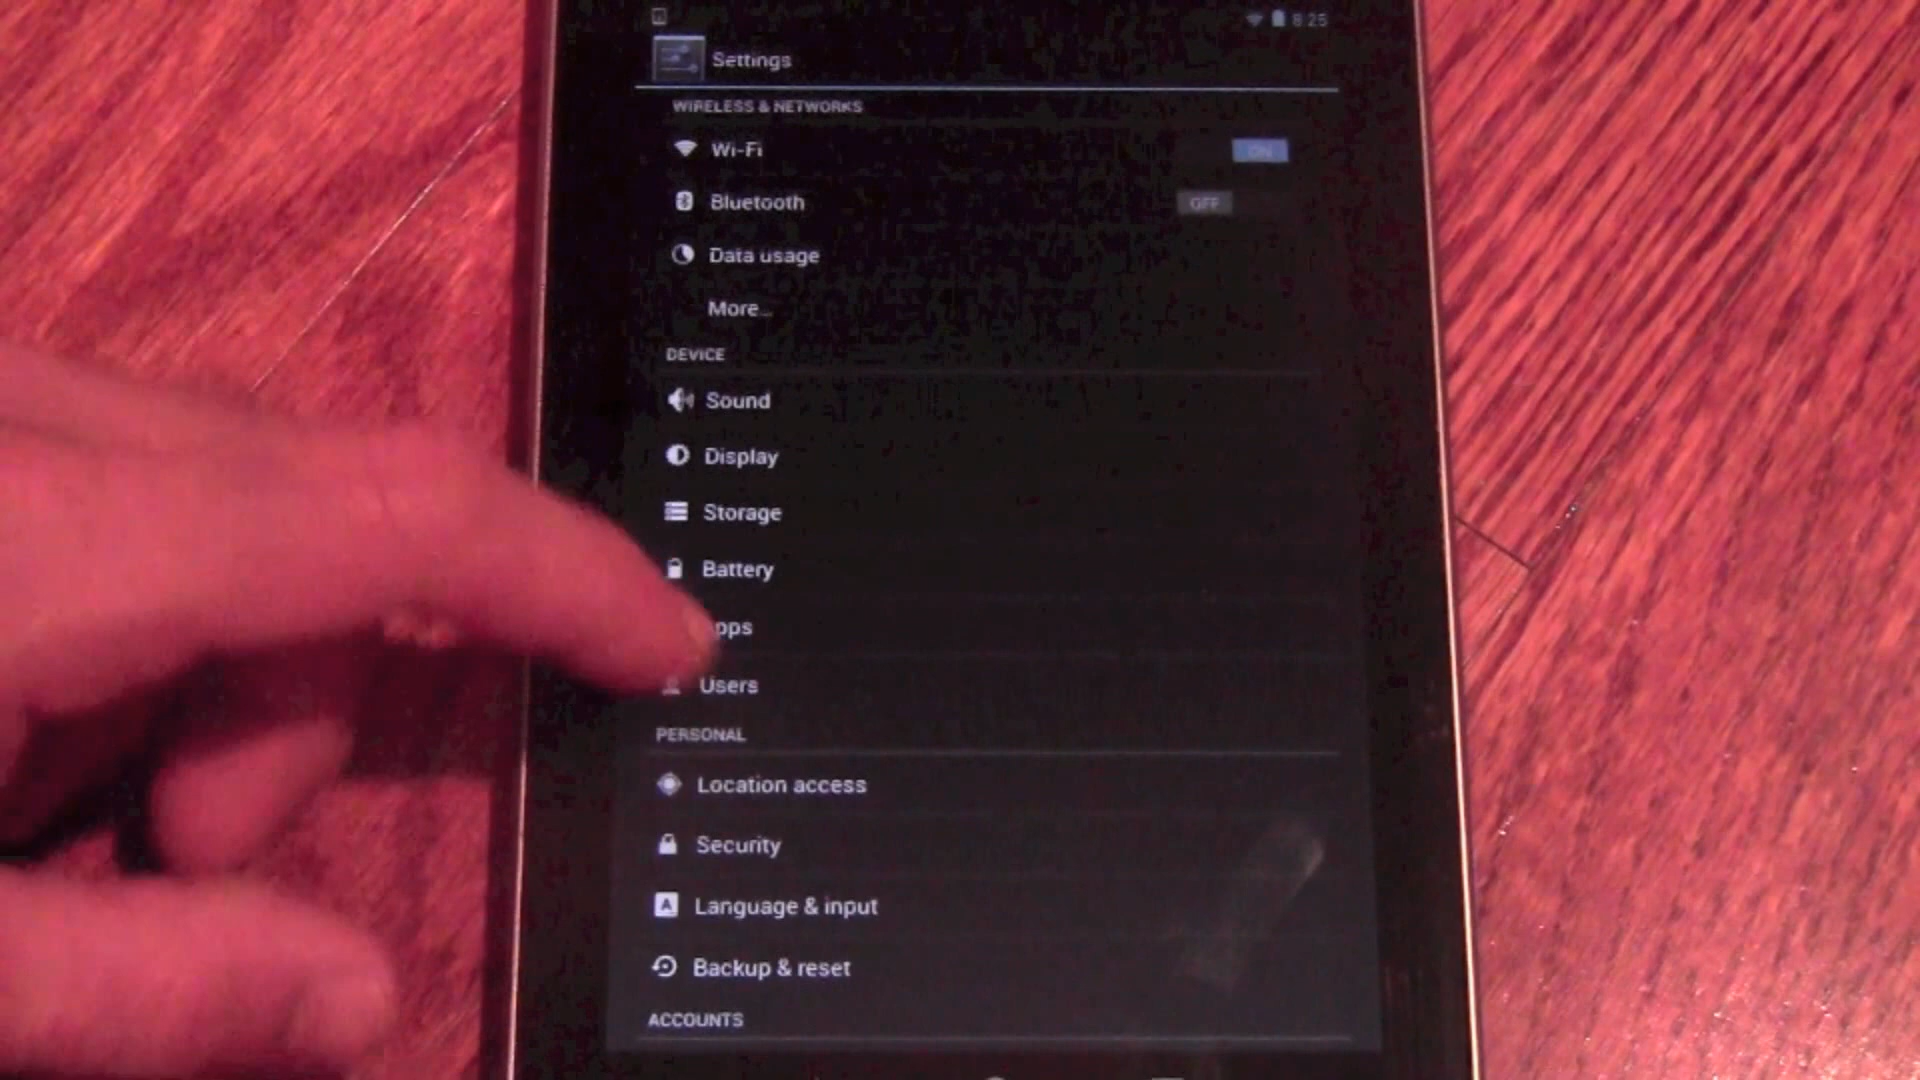 8:25
Settings
WIRELESS & NETWORKS
Wi-Fi ON
Bluetooth OFF
Data usage
More...
DEVICE
Sound
Display
Storage
Battery
pps
Users
PERSONAL
Location access
Security
Language & input
Backup & reset
ACCOUNTS